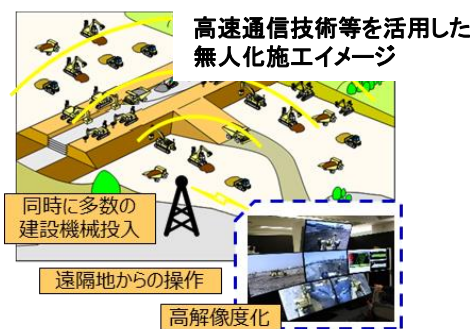 高速通信技術等を活用した
無人化施工イメージ
同時に多数の
建設機械投入
遠隔地からの操作
高解像度化